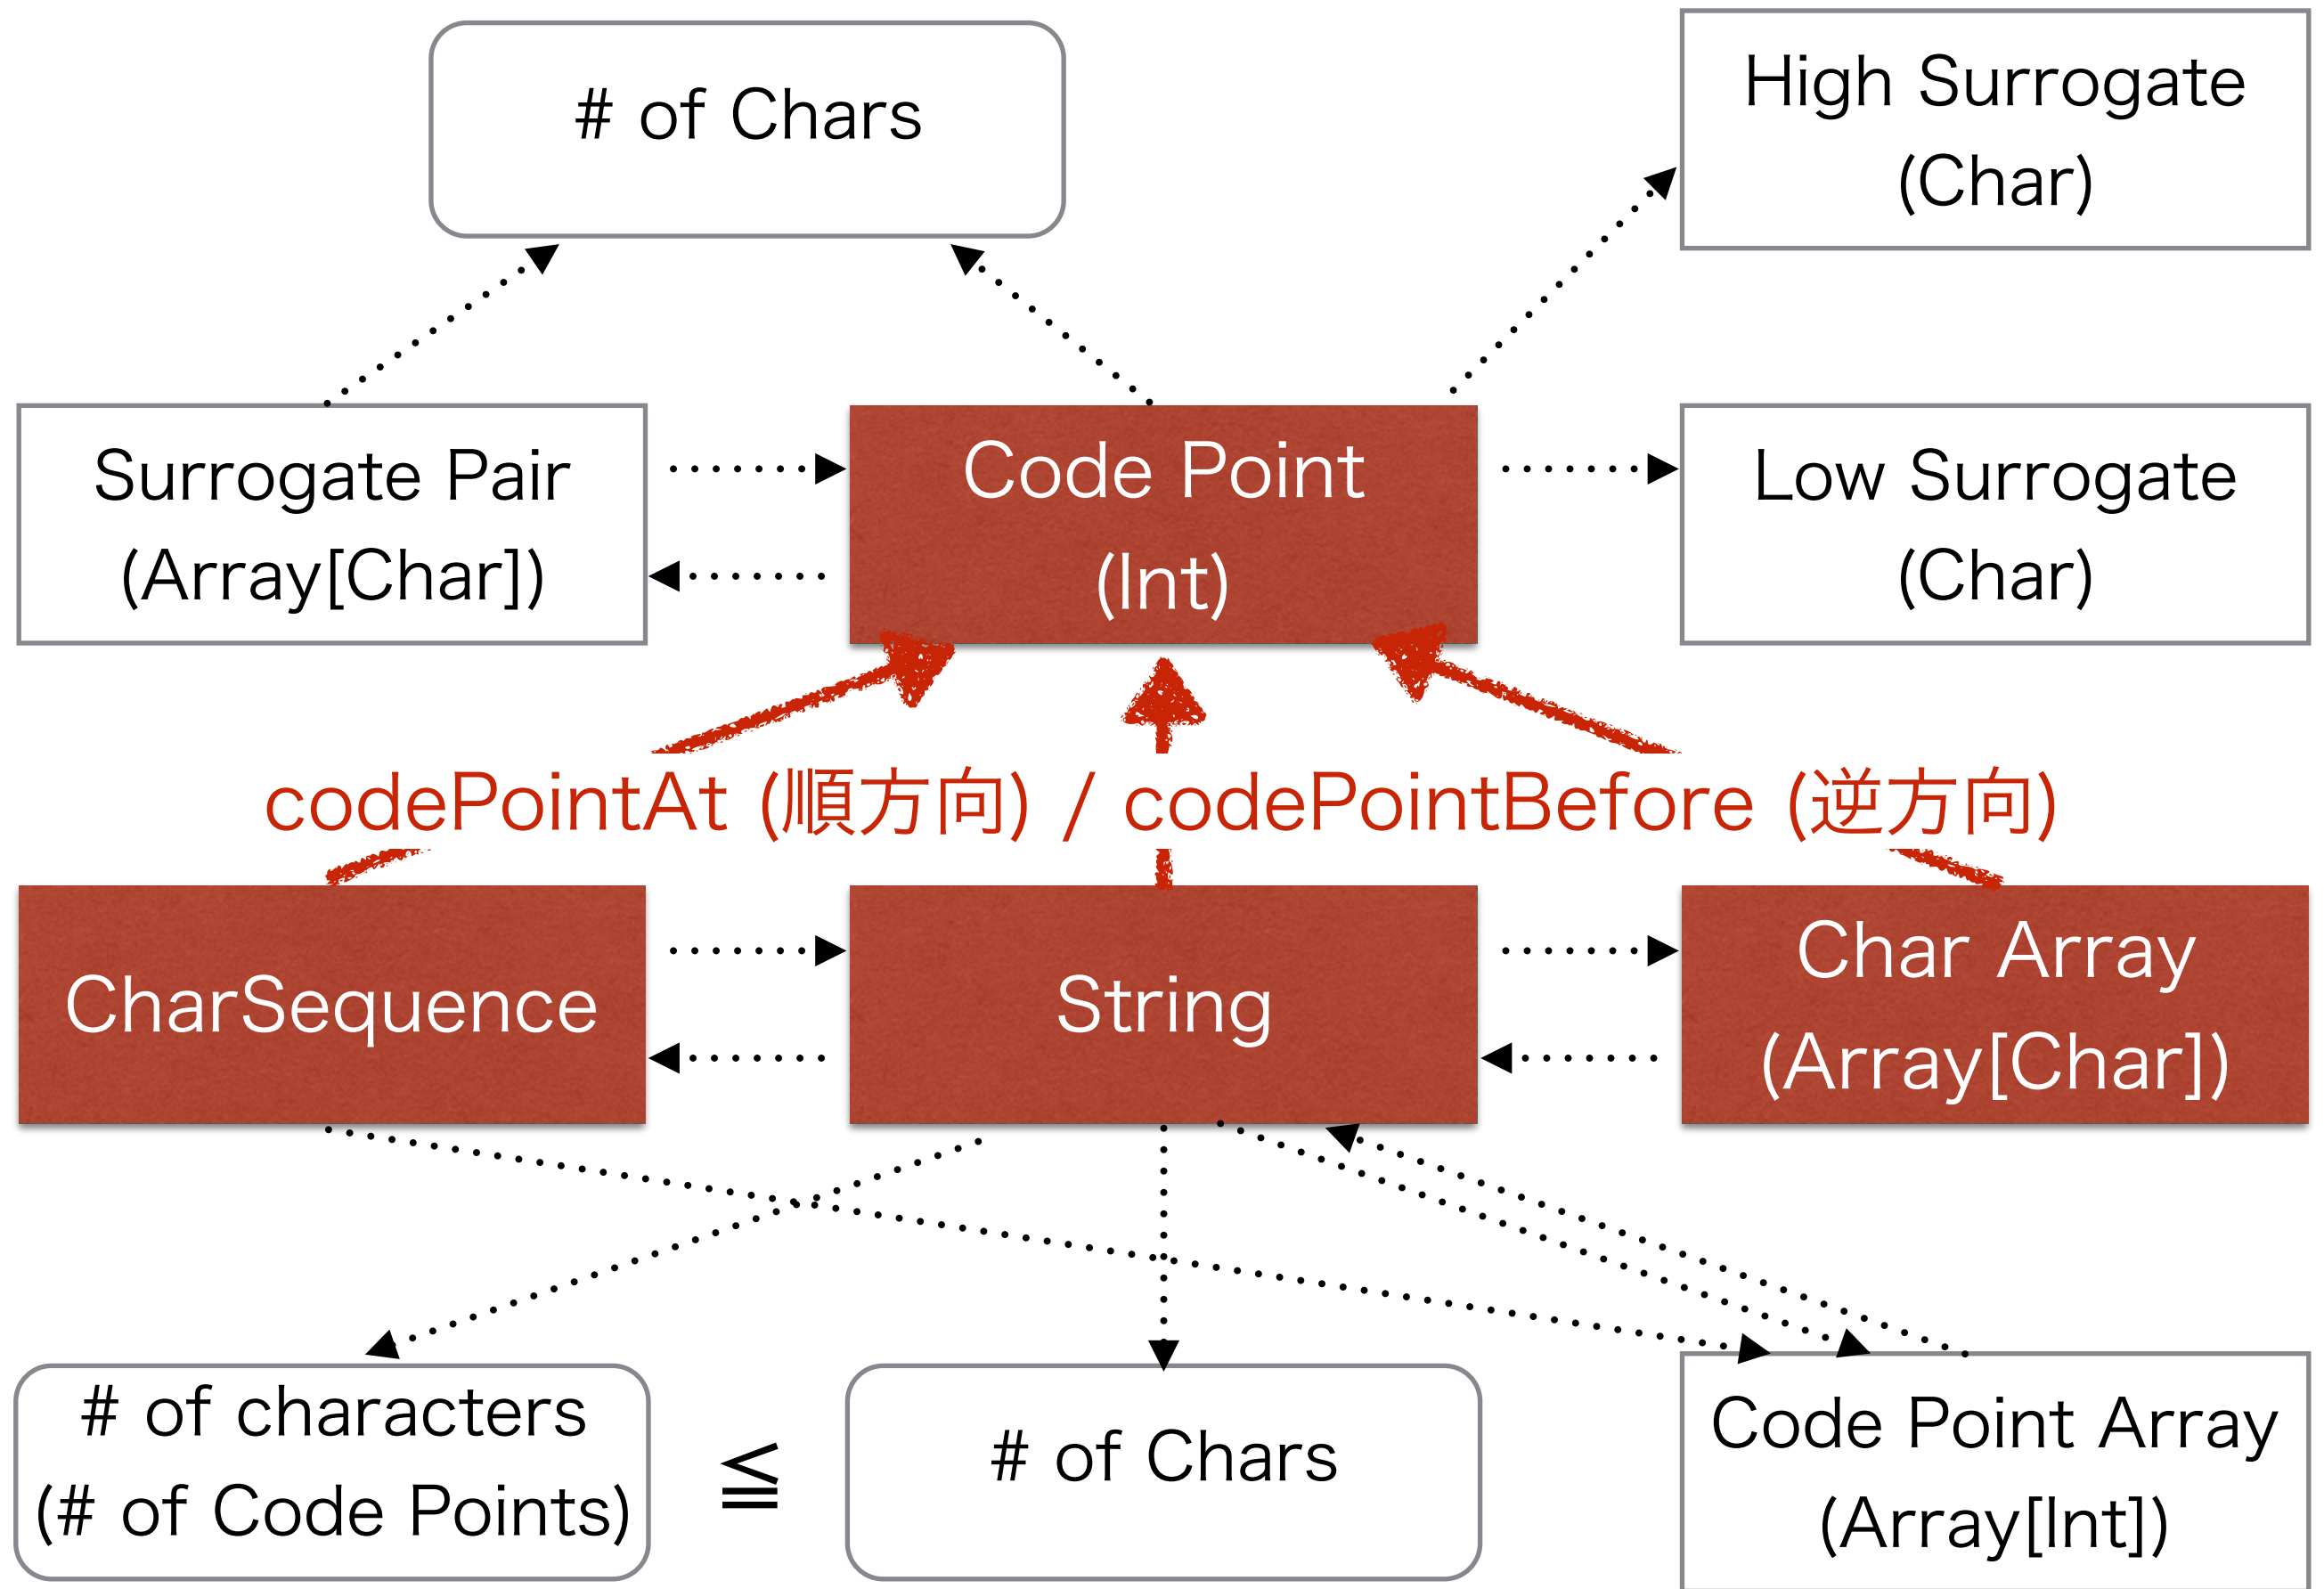 # of Chars
High Surrogate
(Char)
Surrogate Pair
(Array[Char])
Code Point
(Int)
Low Surrogate
(Char)
codePointAt (順方向) / codePointBefore (逆方向)
CharSequence
String
Char Array
(Array[Char])
# of characters
(# of Code Points)
≦
# of Chars
Code Point Array
(Array[Int])